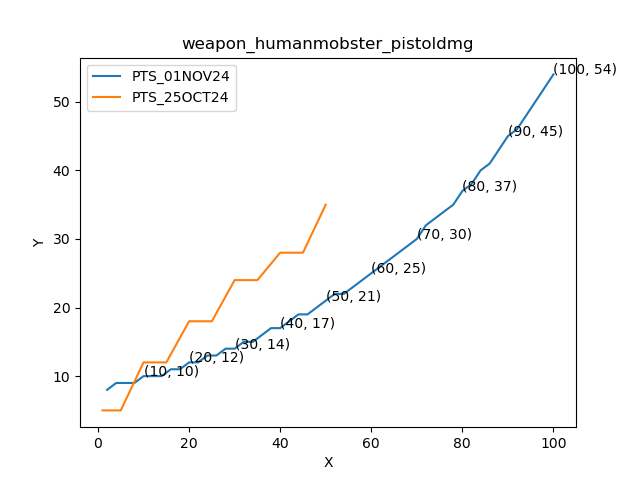 weapon_humanmobster_pistoldmg
PTS_01NOV24
PTS_25OCT24
(100, 54)
(90, 45)
(80, 37)
(70, 30)
(60, 25)
(50, 21)
(40, 17)
(30, 14)
(20, 12)
(10, 10)
50
40
30
20
10
Y
0 20 40 60 80 100
X